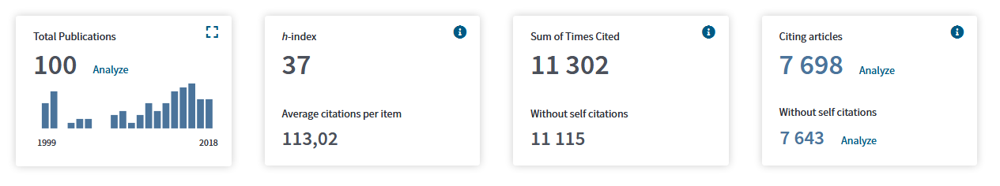 Total Publications
100 Analyze
1999 2018
h-index
37
Average citations per item
113,02
Sum of Times Cited
11 302
Without self citations
11 115
Citing articles
7 698 Analyze
Without self citations
7 643 Analyze